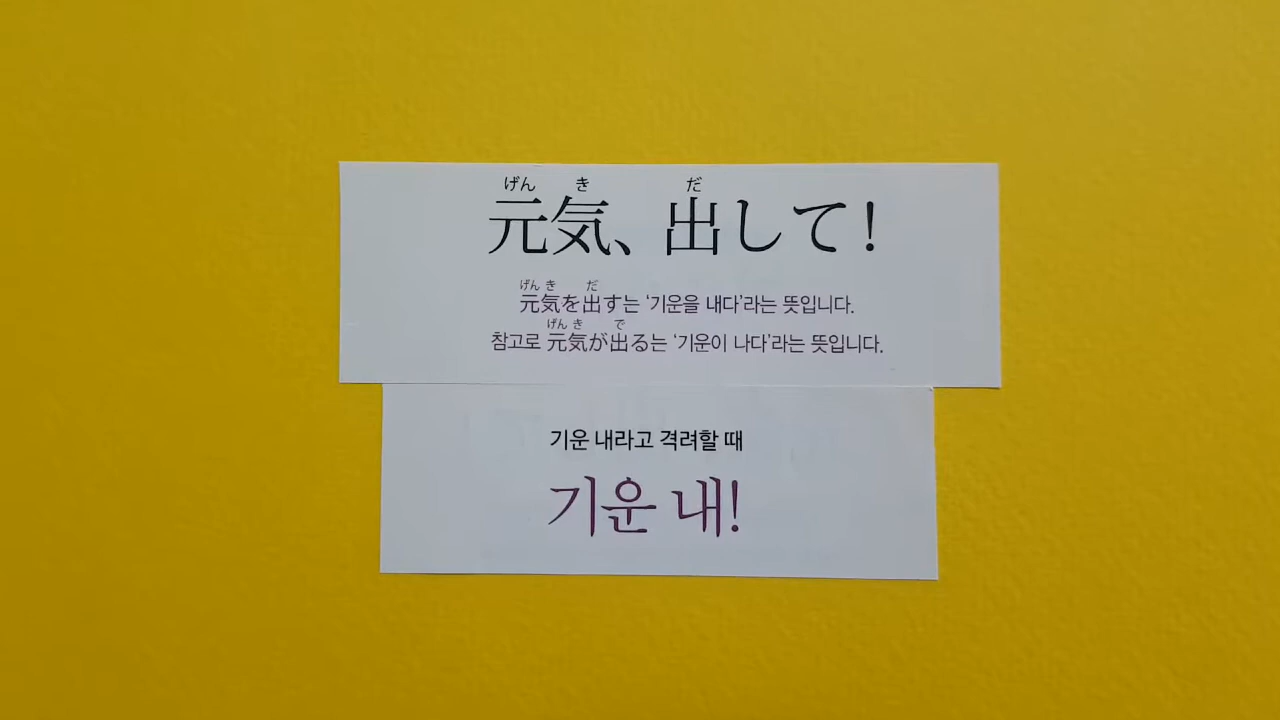 げん き だ
元気、出して!
げん き だ
元気を出す는 ‘기운을 내다’라는 뜻입니다.
げん き で
참고로 元気が出る는 ‘기운이 나다’라는 뜻입니다.
기운 내라고 격려할 때
기운 내!